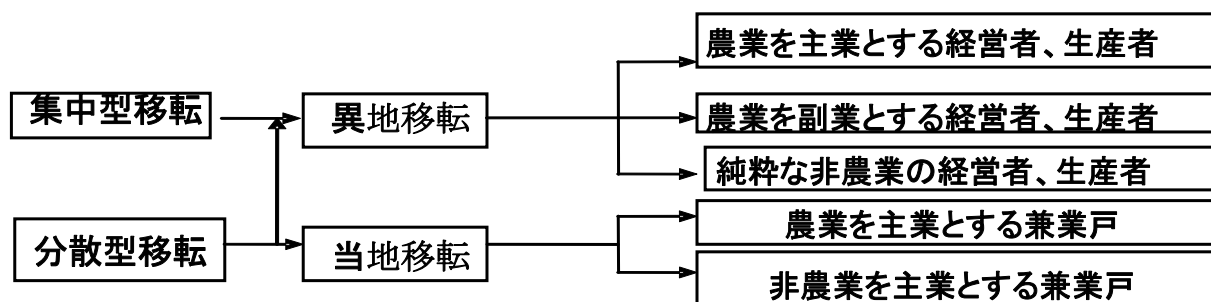 農業を主業とする経営者、生産者
集中型移転
異地移転
農業を副業とする経営者、生産者
純粋な非農業の経営者、生産者
分散型移転
当地移転
農業を主業とする兼業戸
非農業を主業とする兼業戸